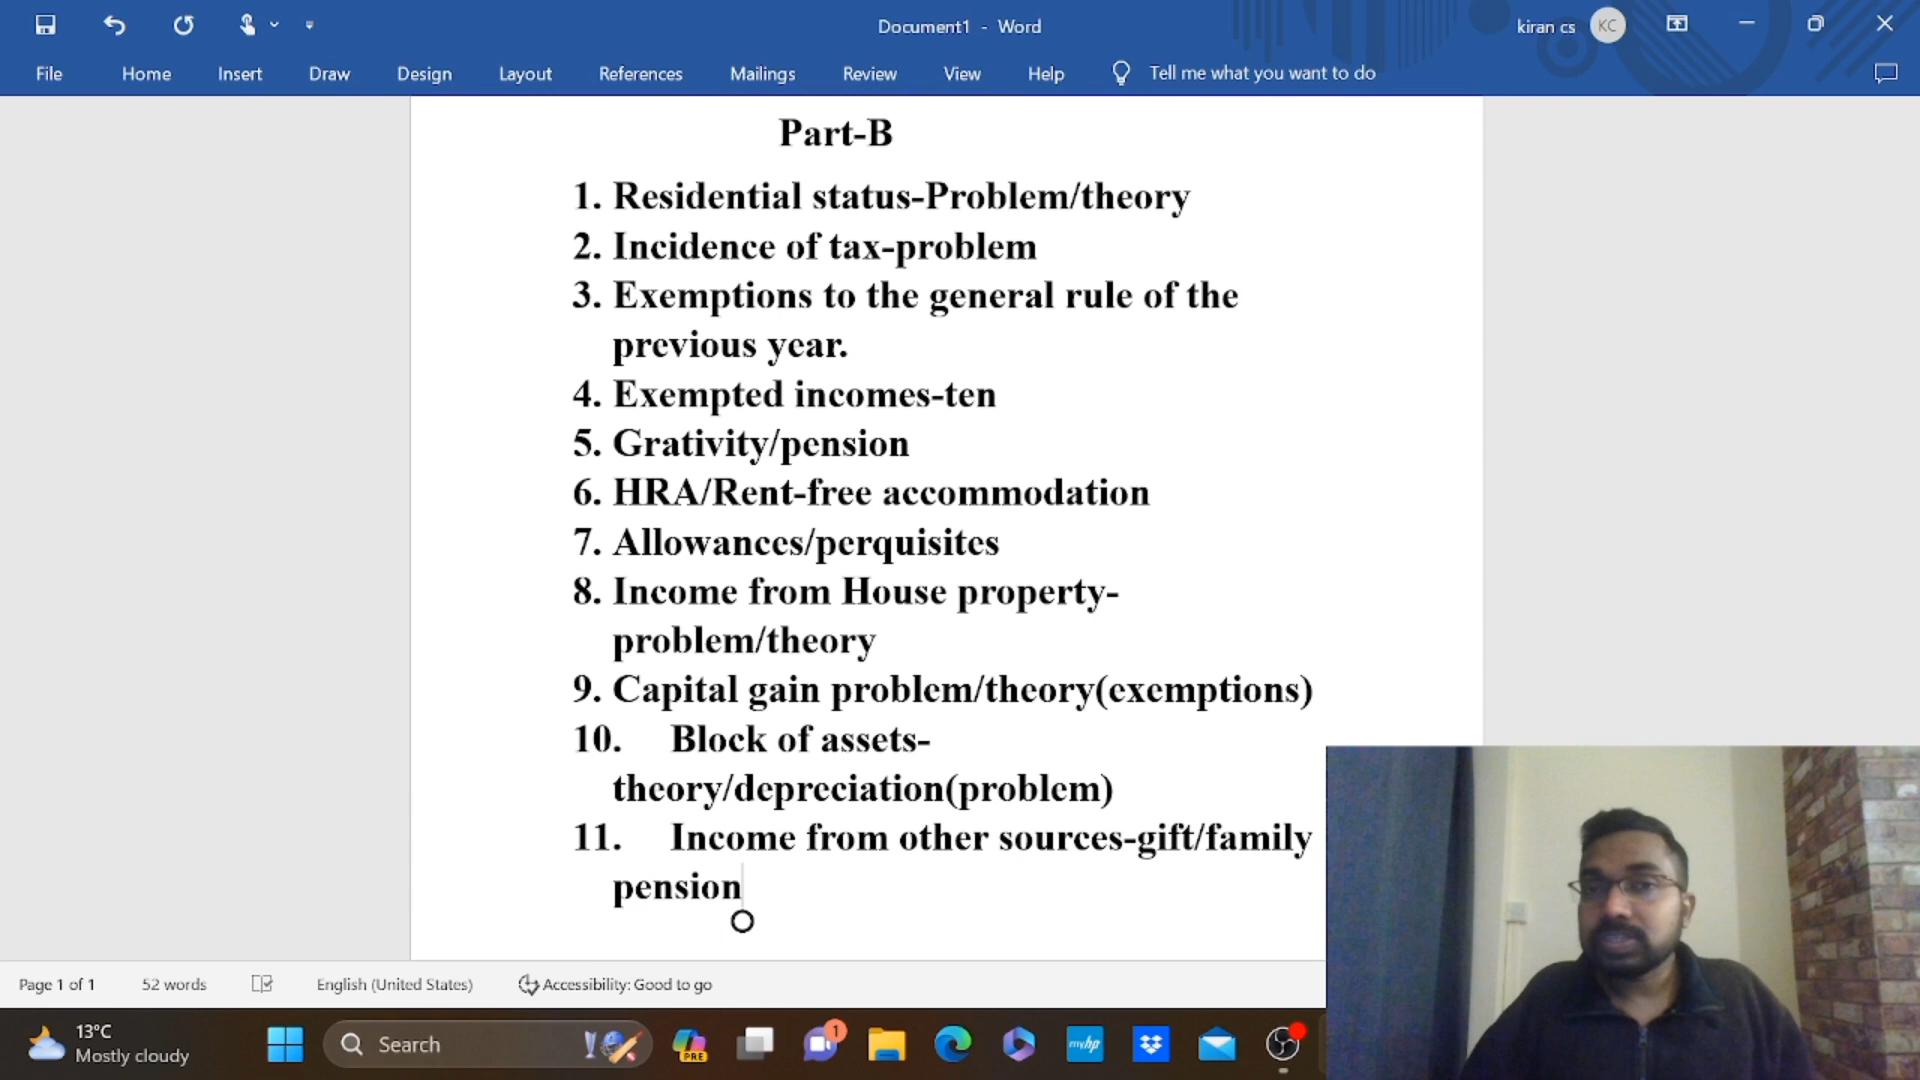 Document1 - Word
kiran cs KC
File Home Insert Draw Design Layout References Mailings Review View Help Tell me what you want to do
Part-B
1. Residential status-Problem/theory
2. Incidence of tax-problem
3. Exemptions to the general rule of the
previous year.
4. Exempted incomes-ten
5. Grativity/pension
6. HRA/Rent-free accommodation
7. Allowances/perquisites
8. Income from House property-
problem/theory
9. Capital gain problem/theory(exemptions)
10. Block of assets-
theory/depreciation(problem)
11. Income from other sources-gift/family
pension
Page 1 of 1 52 words English (United States) Accessibility: Good to go
13°C
Mostly cloudy
Search
PRE
1
myhp